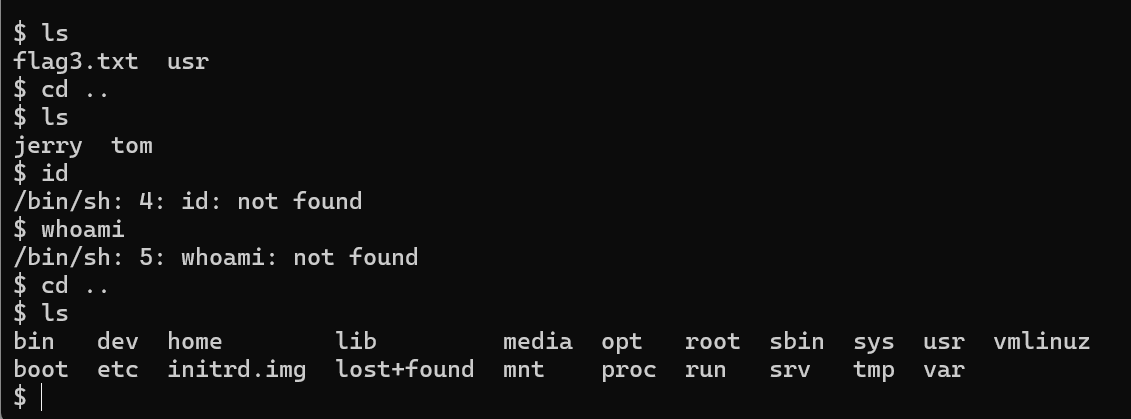 $ ls
flag3.txt  usr
$ cd ..
$ ls
jerry  tom
$ id
/bin/sh: 4: id: not found
$ whoami
/bin/sh: 5: whoami: not found
$ cd ..
$ ls
bin   dev  home        lib         media  opt   root  sbin  sys  usr  vmlinuz
boot  etc  initrd.img  lost+found  mnt    proc  run   srv   tmp  var
$